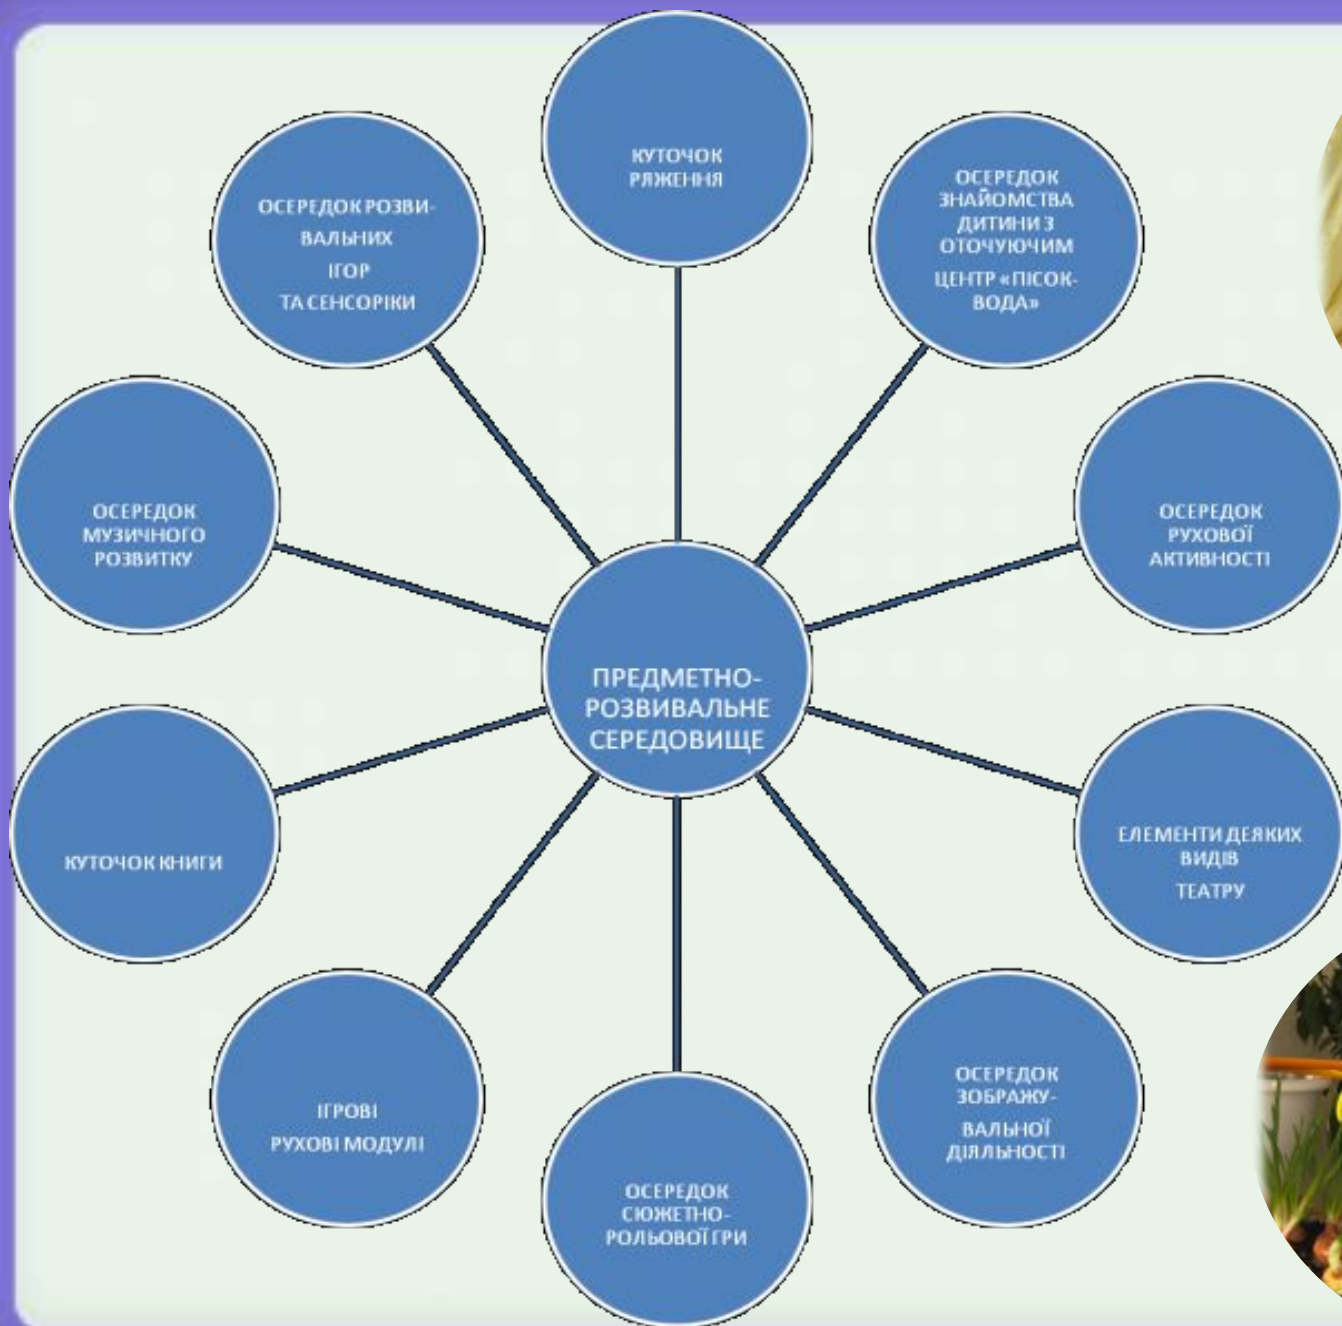 КУТОЧОК
РЯЖЕННЯ
ОСЕРЕДОК
ЗНАЙОМСТВА
ДИТИНИ З
ОТОЧУЮЧИМ
ЦЕНТР «ПІСОК-
ВОДА»
ОСЕРЕДОК
РУХОВОЇ
АКТИВНОСТІ
ЕЛЕМЕНТИ ДЕЯКИХ
ВИДІВ
ТЕАТРУ
ОСЕРЕДОК
ЗОБРАЖУ-
ВАЛЬНОЇ
ДІЯЛЬНОСТІ
ОСЕРЕДОК
СЮЖЕТНО-
РОЛЬОВОЇ ГРИ
ІГРОВІ
РУХОВІ МОДУЛІ
КУТОЧОК КНИГИ
ОСЕРЕДОК
МУЗИЧНОГО
РОЗВИТКУ
ОСЕРЕДОК РОЗВИ-
ВАЛЬНИХ
ІГОР
ТА СЕНСОРІКИ
ПРЕДМЕТНО-
РОЗВИВАЛЬНЕ
СЕРЕДОВИЩЕ